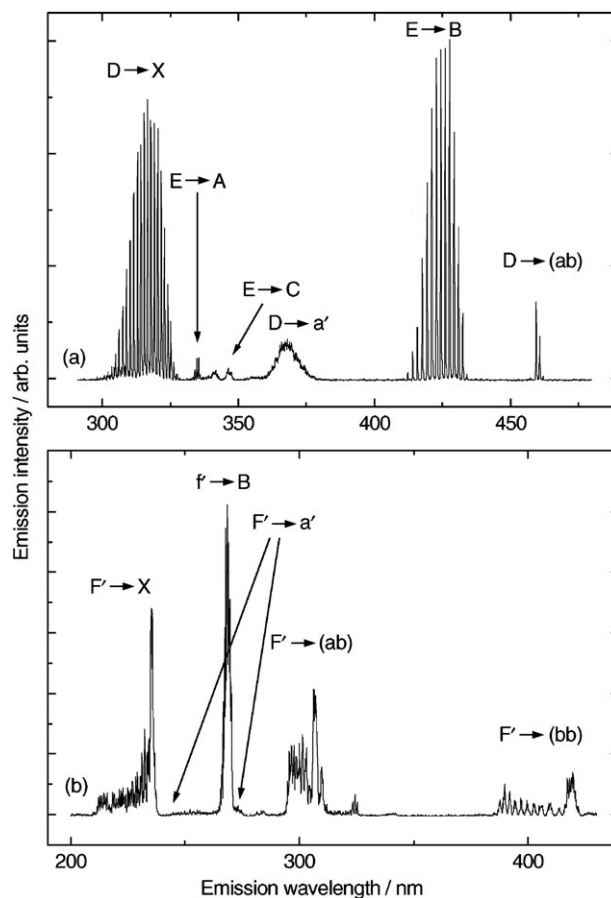 E→B
D→X
E→A
D→(ab)
E→C
D→a′
(a)
300 350 400 450
Emission intensity / arb. units
f′→B
F′→a′
F′→X
F′→(ab)
F′→(bb)
(b)
200 300 400
Emission wavelength / nm